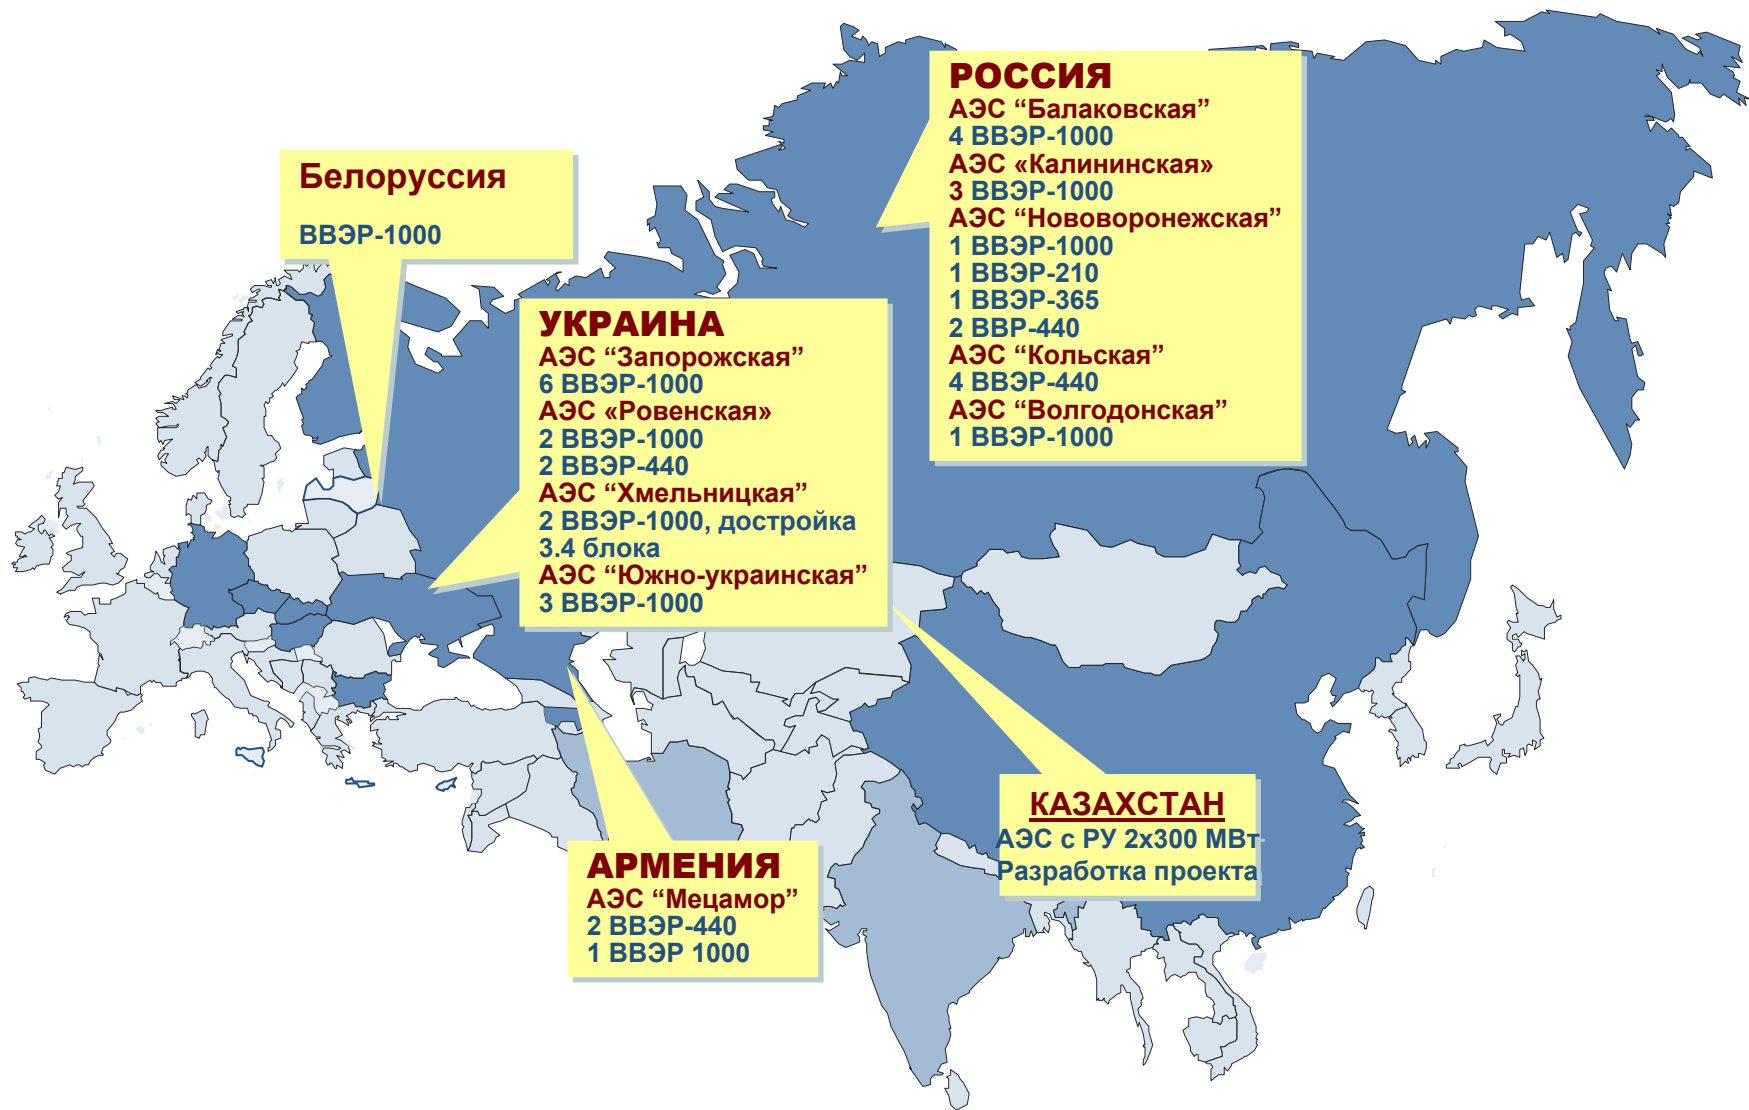 РОССИЯ
АЭС “Балаковская”
4 ВВЭР-1000
АЭС «Калининская»
3 ВВЭР-1000
АЭС “Нововоронежская”
1 ВВЭР-1000
1 ВВЭР-210
1 ВВЭР-365
2 ВВР-440
АЭС “Кольская”
4 ВВЭР-440
АЭС “Волгодонская”
1 ВВЭР-1000
Белоруссия
ВВЭР-1000
УКРАИНА
АЭС “Запорожская”
6 ВВЭР-1000
АЭС «Ровенская»
2 ВВЭР-1000
2 ВВЭР-440
АЭС “Хмельницкая”
2 ВВЭР-1000, достройка
3.4 блока
АЭС “Южно-украинская”
3 ВВЭР-1000
КАЗАХСТАН
АЭС с РУ 2х300 МВт
Разработка проекта
АРМЕНИЯ
АЭС “Мецамор”
2 ВВЭР-440
1 ВВЭР 1000